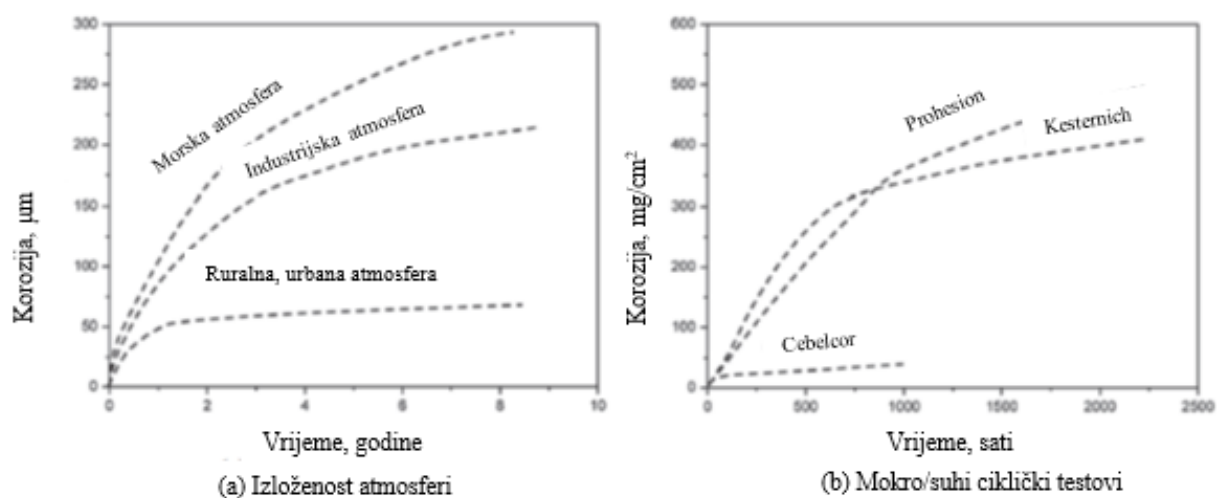 300
250
200
150
100
50
0
0 2 4 6 8 10
Korozija, µm
Morska atmosfera
Industrijska atmosfera
Ruralna, urbana atmosfera
Vrijeme, godine
(a) Izloženost atmosferi
600
500
400
300
200
100
0
0 500 1000 1500 2000 2500
Korozija, mg/cm²
Prohesion
Kesternich
Cebelcor
Vrijeme, sati
(b) Mokro/suhi ciklički testovi